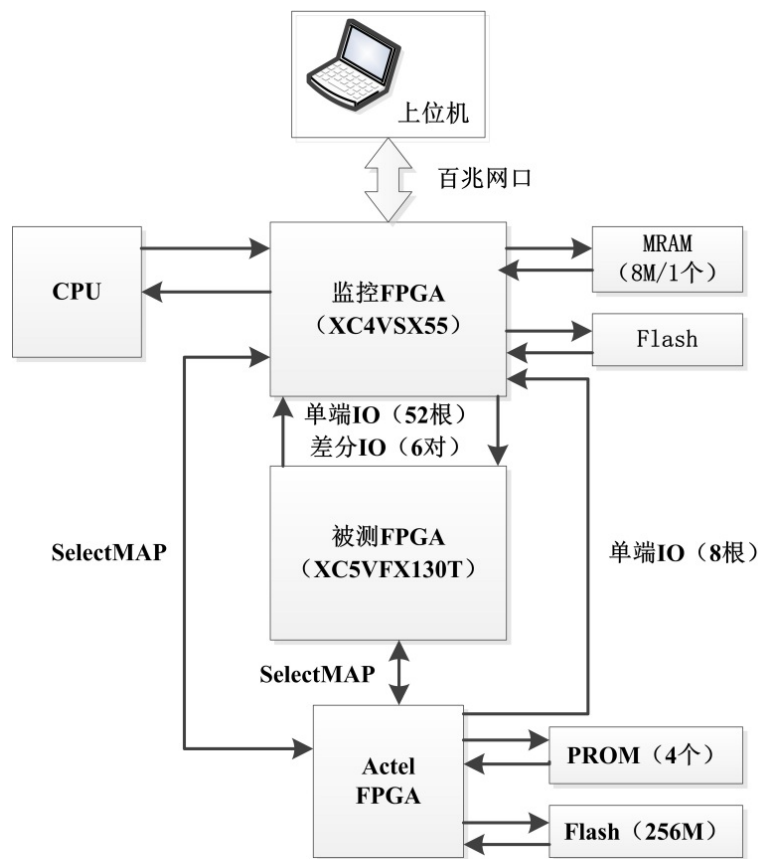 上位机
百兆网口
CPU
监控FPGA
（XC4VSX55）
MRAM
（8M/1个）
Flash
单端IO（52根）
差分IO（6对）
被测FPGA
（XC5VFX130T）
SelectMAP
单端IO（8根）
SelectMAP
Actel
FPGA
PROM（4个）
Flash（256M）